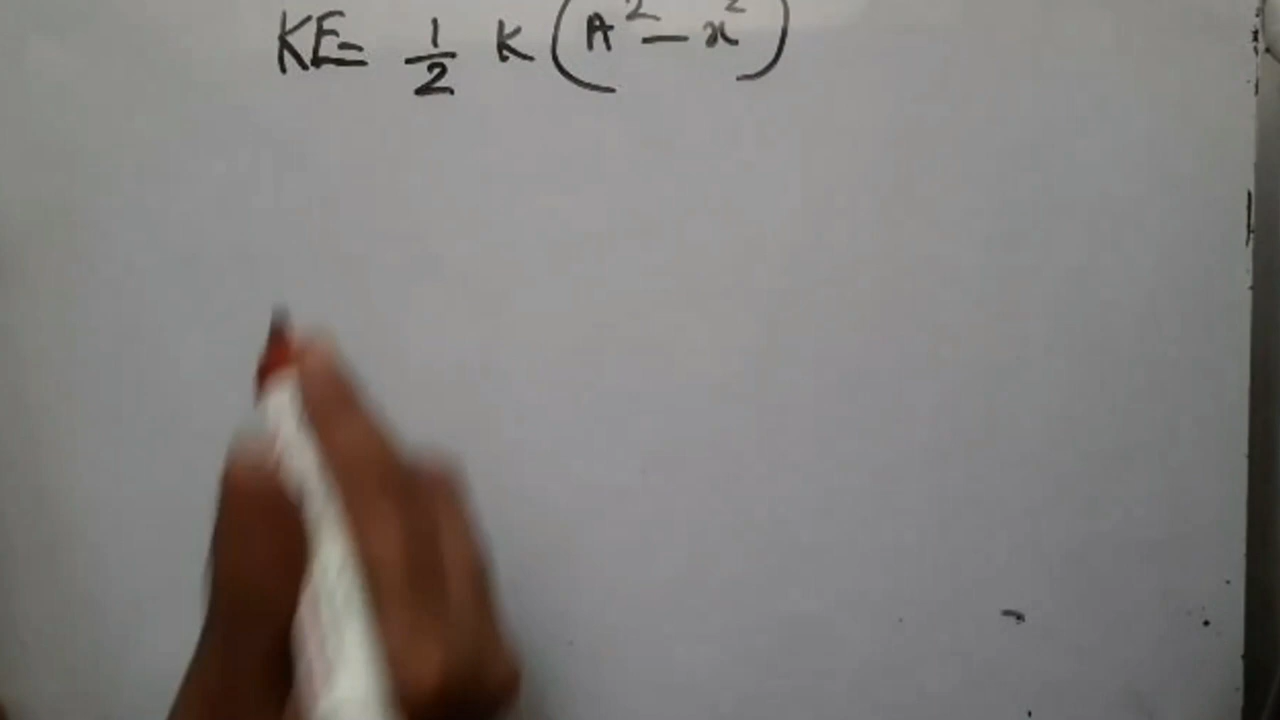 KE = 1/2 K (A² - x²)